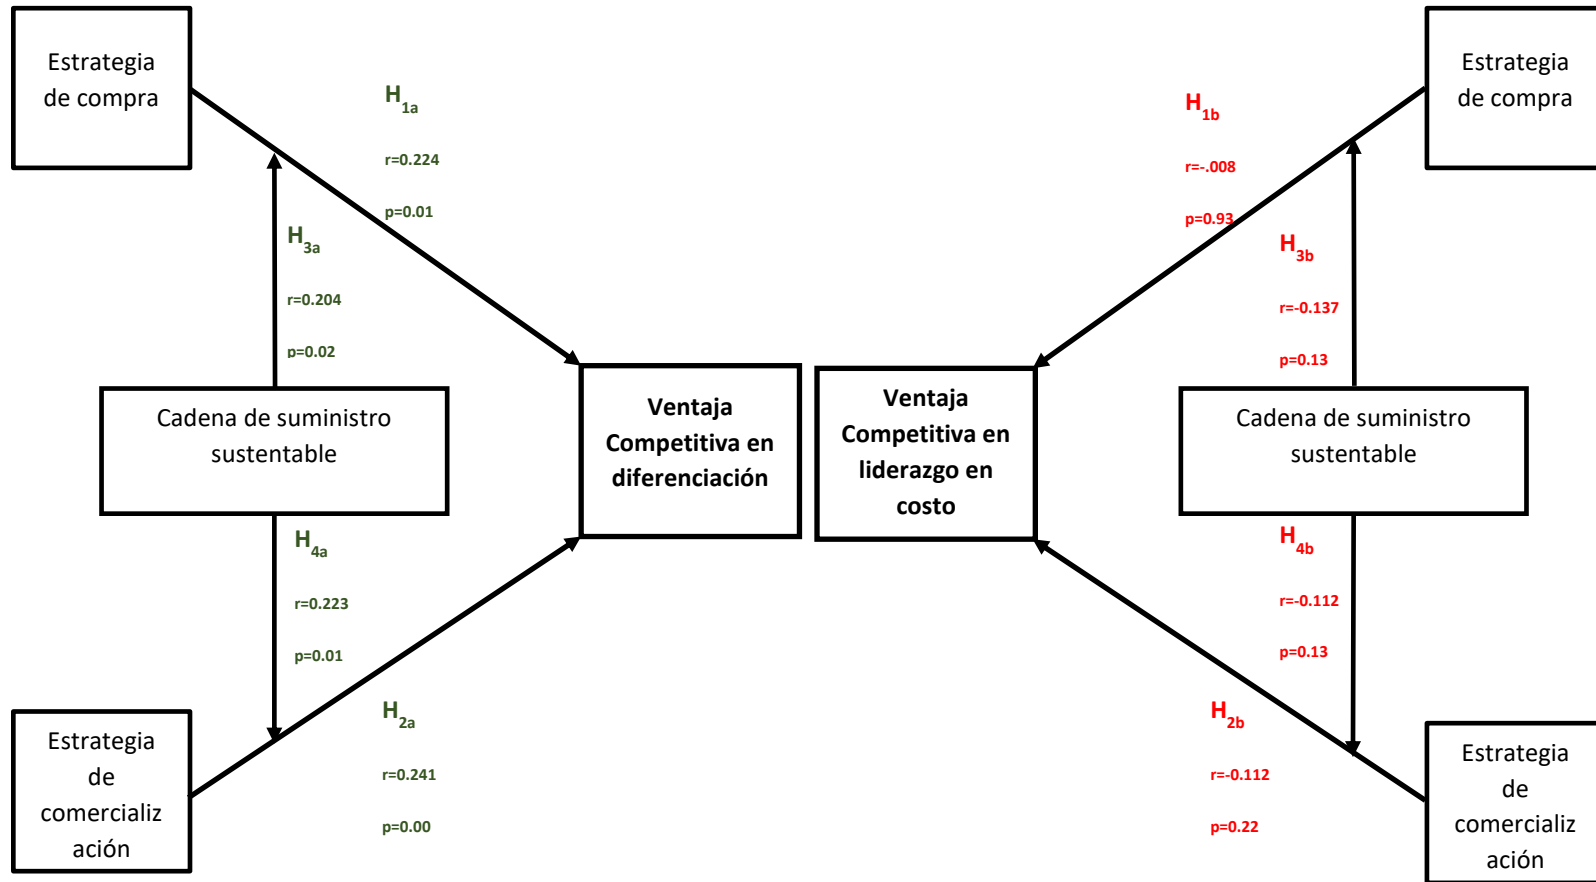 Estrategia
de compra
H1a
r=0.224
p=0.01
H3a
r=0.204
p=0.02
Cadena de suministro
sustentable
H4a
r=0.223
p=0.01
H2a
r=0.241
p=0.00
Estrategia
de
comercializ
ación
Ventaja
Competitiva en
diferenciación
Ventaja
Competitiva en
liderazgo en
costo
Estrategia
de compra
H1b
r=-.008
p=0.93
H3b
r=-0.137
p=0.13
Cadena de suministro
sustentable
H4b
r=-0.112
p=0.13
H2b
r=-0.112
p=0.22
Estrategia
de
comercializ
ación